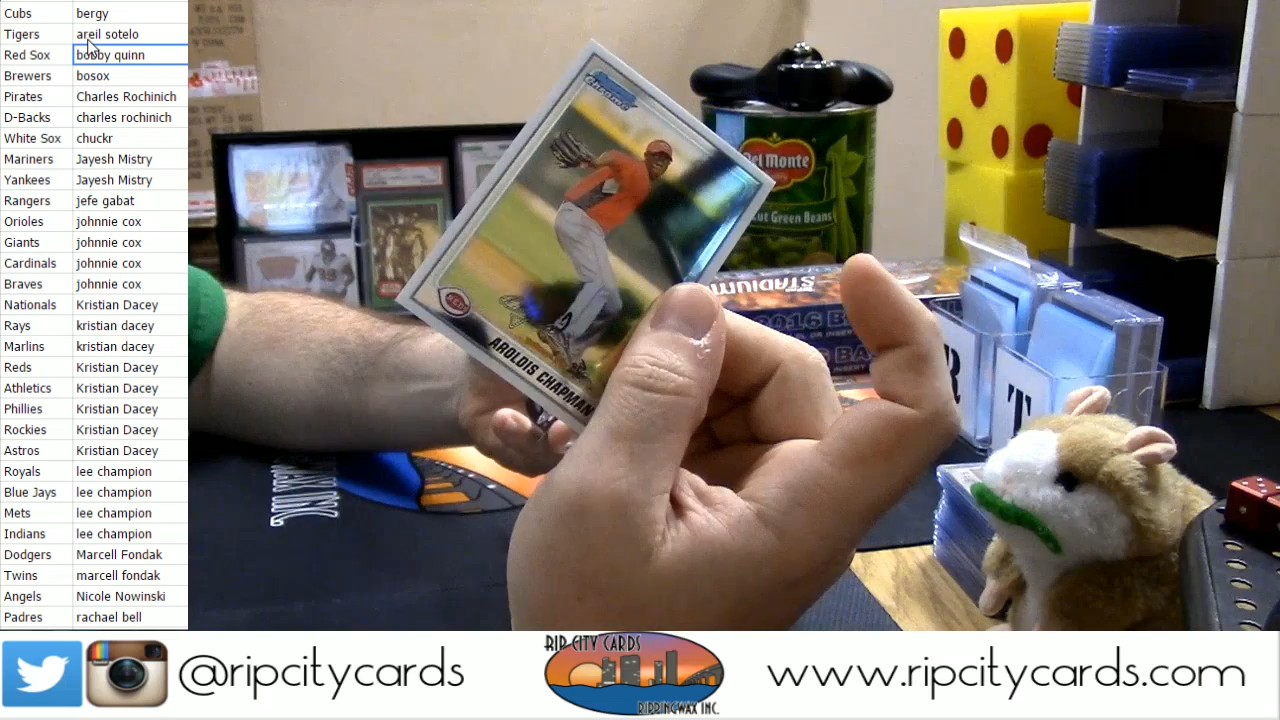 Cubs bergy
Tigers areil sotelo
Red Sox bobby quinn
Brewers bosox
Pirates Charles Rochinich
D-Backs charles rochinich
White Sox chuckr
Mariners Jayesh Mistry
Yankees Jayesh Mistry
Rangers jefe gabat
Orioles johnnie cox
Giants johnnie cox
Cardinals johnnie cox
Braves johnnie cox
Nationals Kristian Dacey
Rays kristian dacey
Marlins kristian dacey
Reds Kristian Dacey
Athletics Kristian Dacey
Phillies Kristian Dacey
Rockies Kristian Dacey
Astros Kristian Dacey
Royals lee champion
Blue Jays lee champion
Mets lee champion
Indians lee champion
Dodgers Marcell Fondak
Twins marcell fondak
Angels Nicole Nowinski
Padres rachael bell
CHROME
REDS
AROLDIS CHAPMAN
Del Monte
Cut Green Beans
STADIUM
2016
R
T
@ripcitycards
RIP CITY CARDS
RIPPINGWAX INC.
www.ripcitycards.com